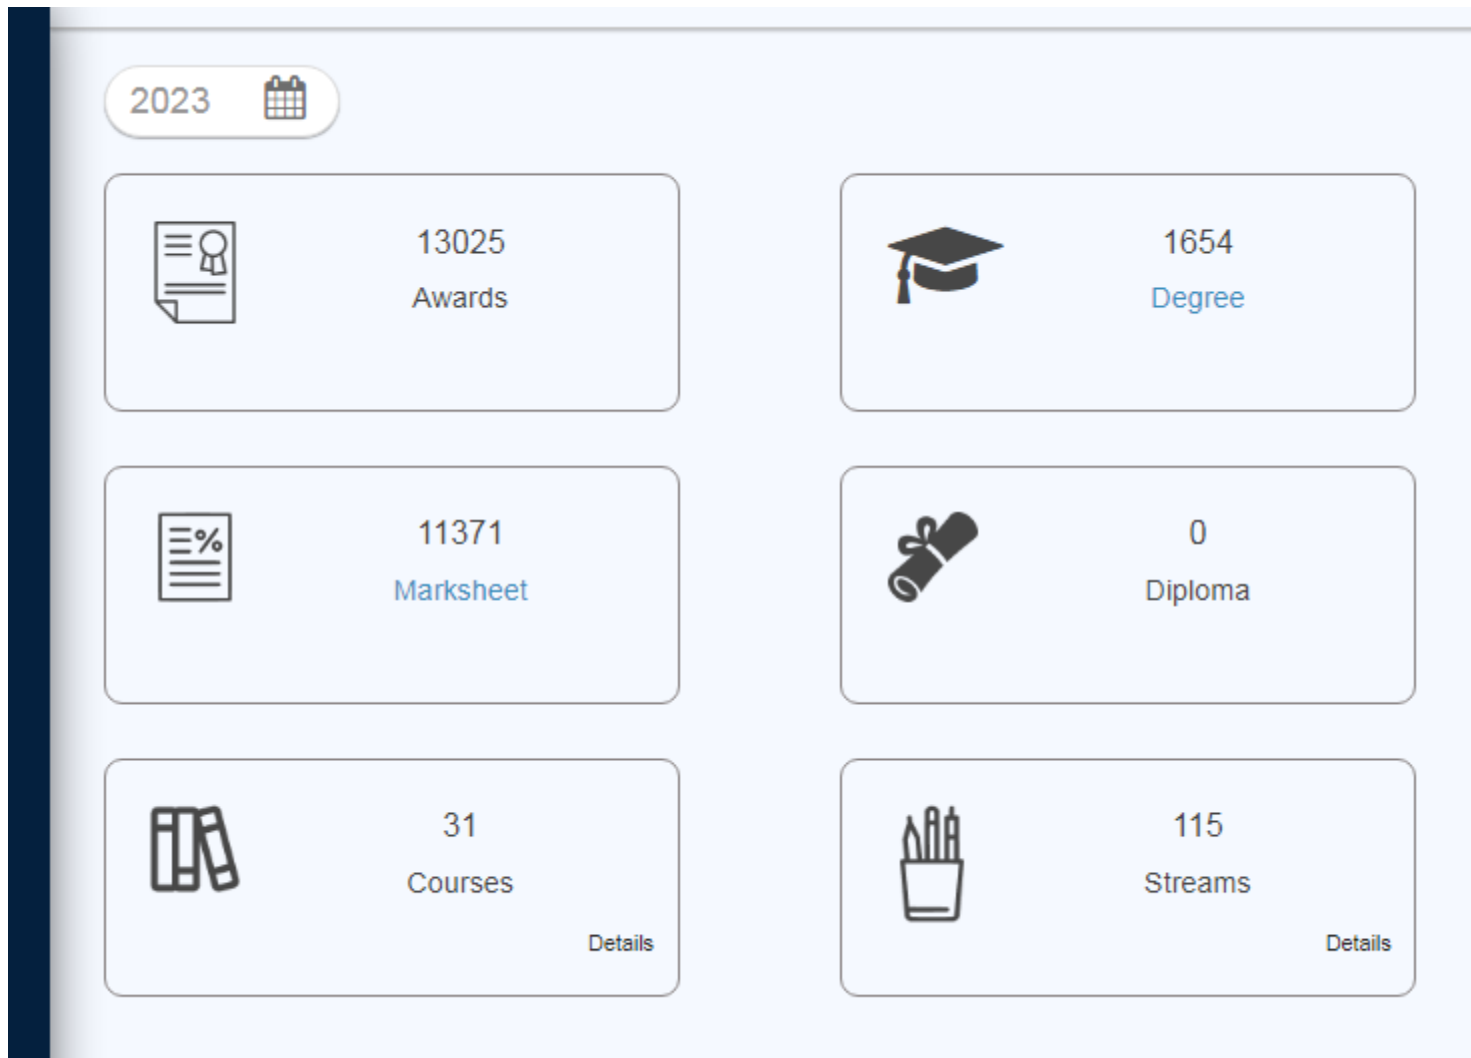 2023
13025
Awards
1654
Degree
%
11371
Marksheet
0
Diploma
31
Courses
Details
115
Streams
Details